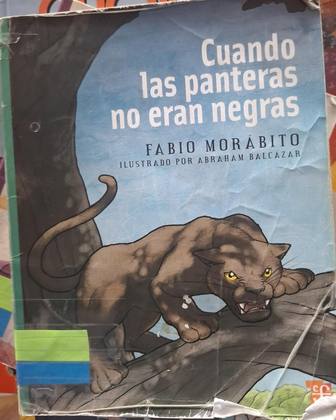 Cuando
las panteras
no eran negras
FABIO MORÁBITO
ILUSTRADO POR ABRAHAM BALCÁZAR